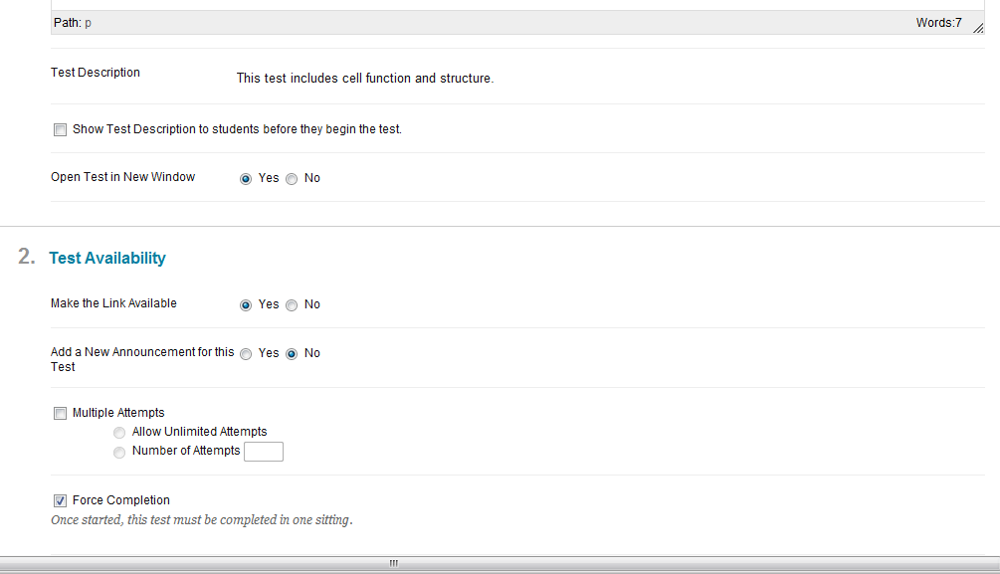 Path: p Words:7
Test Description This test includes cell function and structure.
Show Test Description to students before they begin the test.
Open Test in New Window Yes No
2. Test Availability
Make the Link Available Yes No
Add a New Announcement for this Yes No
Test
Multiple Attempts
Allow Unlimited Attempts
Number of Attempts
Force Completion
Once started, this test must be completed in one sitting.